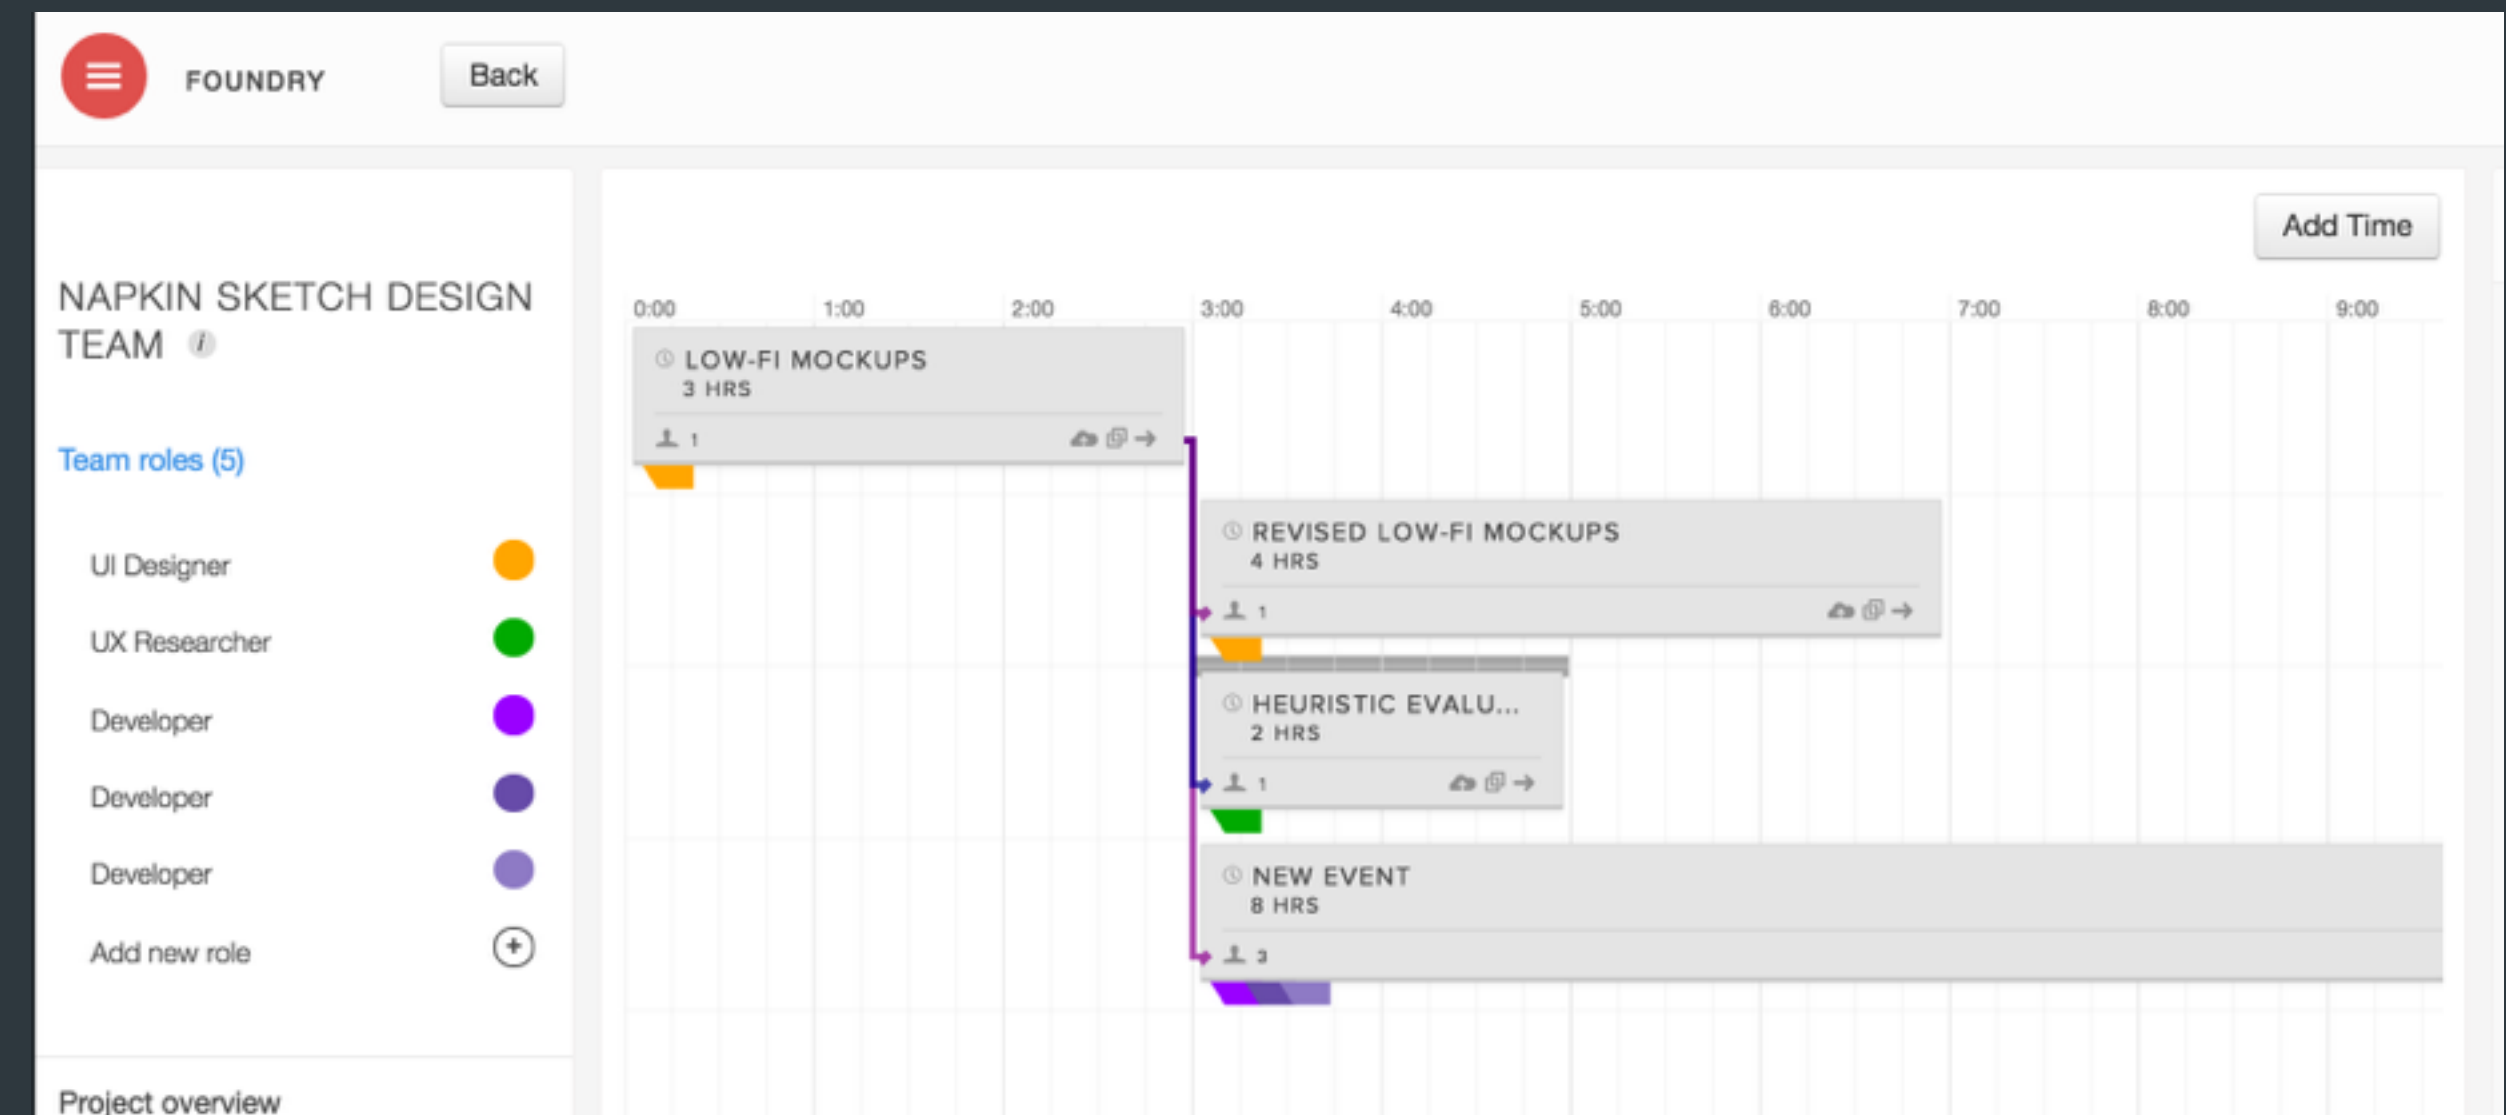 FOUNDRY
Back
NAPKIN SKETCH DESIGN
TEAM i
Team roles (5)
UI Designer
UX Researcher
Developer
Developer
Developer
Add new role
Project overview
Add Time
0:00 1:00 2:00 3:00 4:00 5:00 6:00 7:00 8:00 9:00
LOW-FI MOCKUPS
3 HRS
1
REVISED LOW-FI MOCKUPS
4 HRS
1
HEURISTIC EVALU...
2 HRS
1
NEW EVENT
8 HRS
3